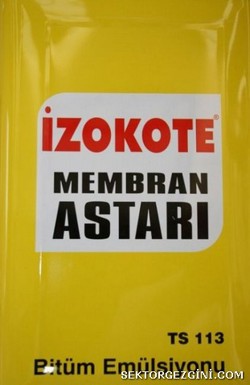 İZOKOTE®
MEMBRAN
ASTARI
TS 113
Bitüm Emülsiyonu
SEKTORGEZGINI.COM